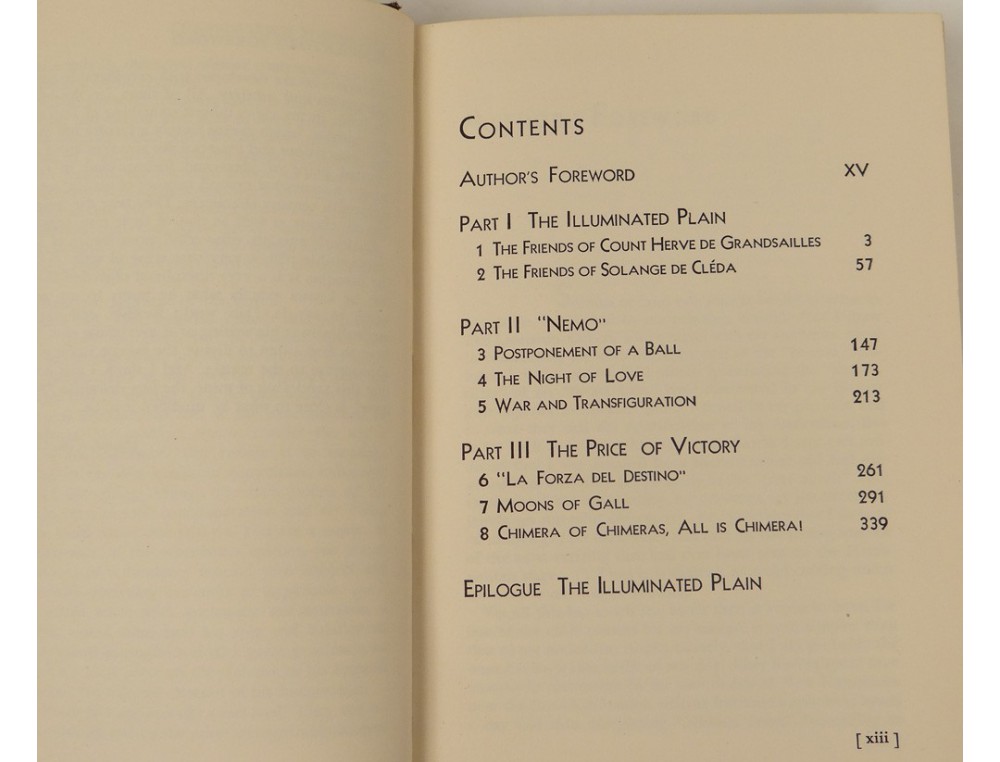 CONTENTS
AUTHOR'S FOREWORD XV
PART I THE ILLUMINATED PLAIN
1 THE FRIENDS OF COUNT HERVE DE GRANDSAILLES 3
2 THE FRIENDS OF SOLANGE DE CLÉDA 57
PART II "NEMO"
3 POSTPONEMENT OF A BALL 147
4 THE NIGHT OF LOVE 173
5 WAR AND TRANSFIGURATION 213
PART III THE PRICE OF VICTORY
6 "LA FORZA DEL DESTINO" 261
7 MOONS OF GALL 291
8 CHIMERA OF CHIMERAS, ALL IS CHIMERA! 339
EPILOGUE THE ILLUMINATED PLAIN
[ xiii ]